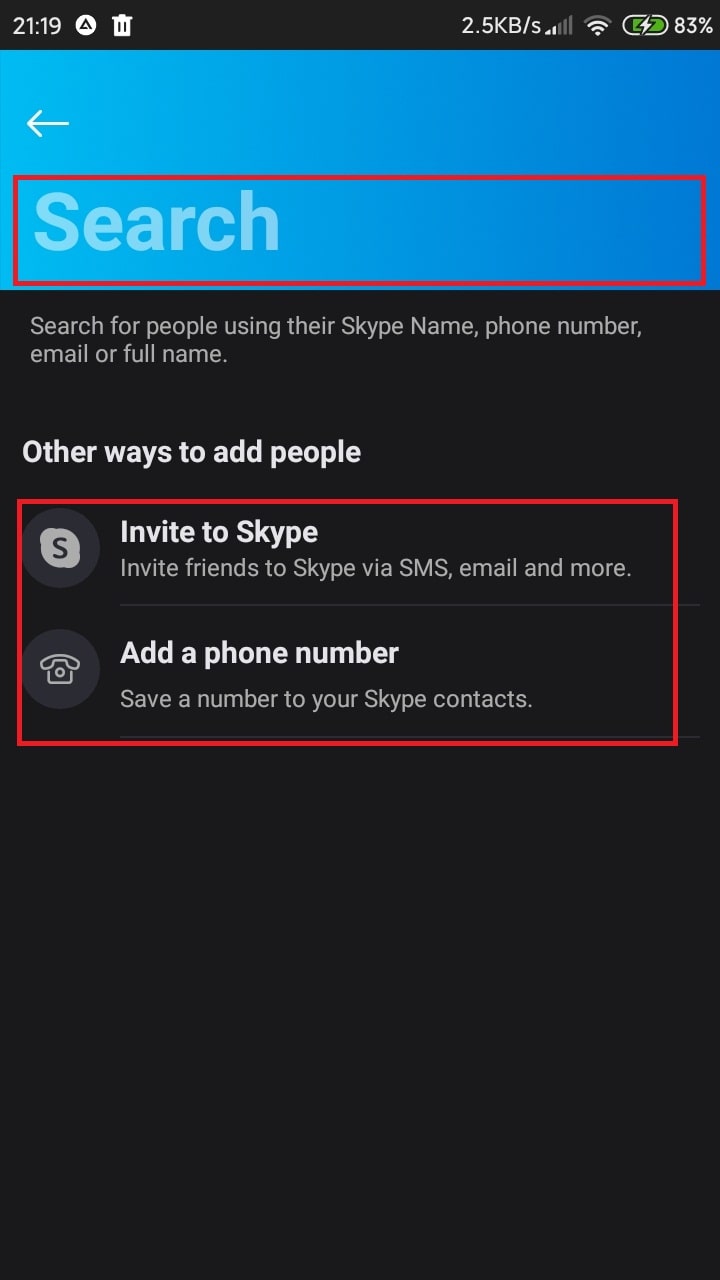 21:19 2.5KB/s 83%
Search
Search for people using their Skype Name, phone number,
email or full name.
Other ways to add people
S
Invite to Skype
Invite friends to Skype via SMS, email and more.
Add a phone number
Save a number to your Skype contacts.